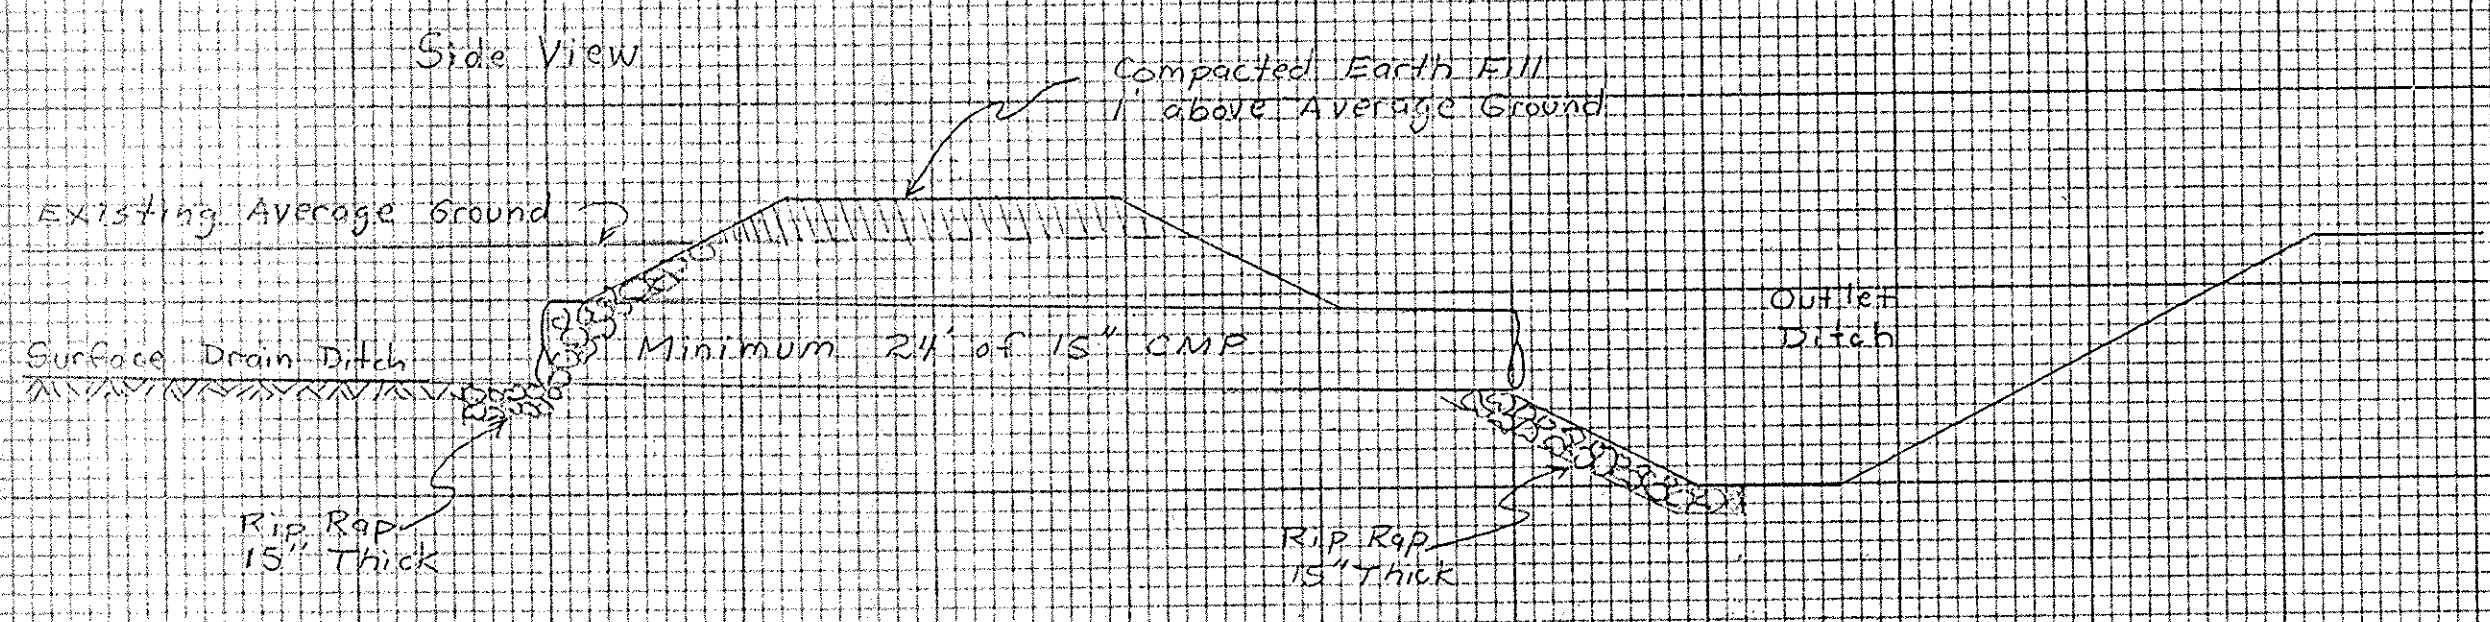 Side View
Compacted Earth Fill
1' above Average Ground
Existing Average Ground
Outlet
Ditch
Surface Drain Ditch
Minimum 24' of 15" CMP
Rip Rap
15" Thick
Rip Rap
15" Thick